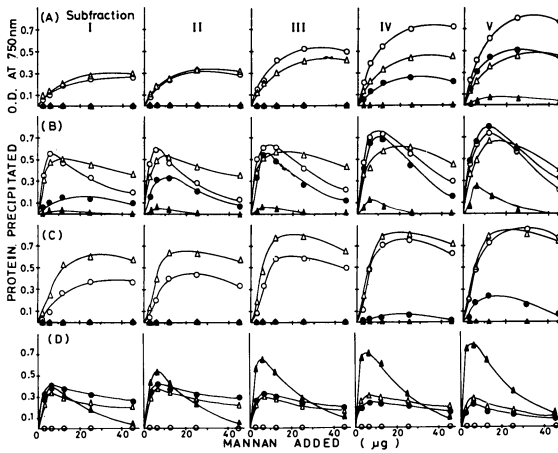 (A) Subfraction
I II III IV V
0.7
0.5
0.3
0.1
(B)
0.7
0.5
0.3
0.1
(C)
0.7
0.5
0.3
0.1
0
(D)
0.7
0.5
0.3
0.1
0 20 40 0 20 40 0 20 40 0 20 40 0 20 40
MANNAN ADDED (µg)
PROTEIN PRECIPITATED O.D. AT 750nm